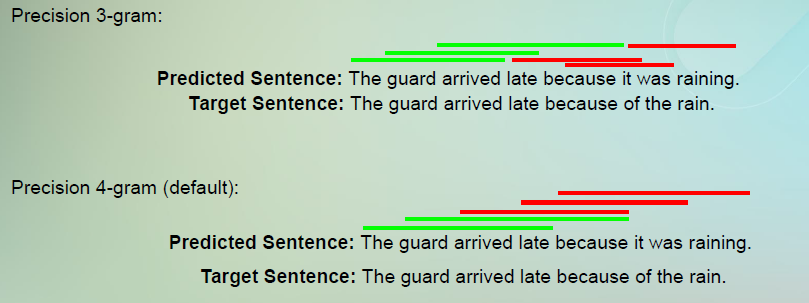 Precision 3-gram:
Predicted Sentence: The guard arrived late because it was raining.
Target Sentence: The guard arrived late because of the rain.
Precision 4-gram (default):
Predicted Sentence: The guard arrived late because it was raining.
Target Sentence: The guard arrived late because of the rain.